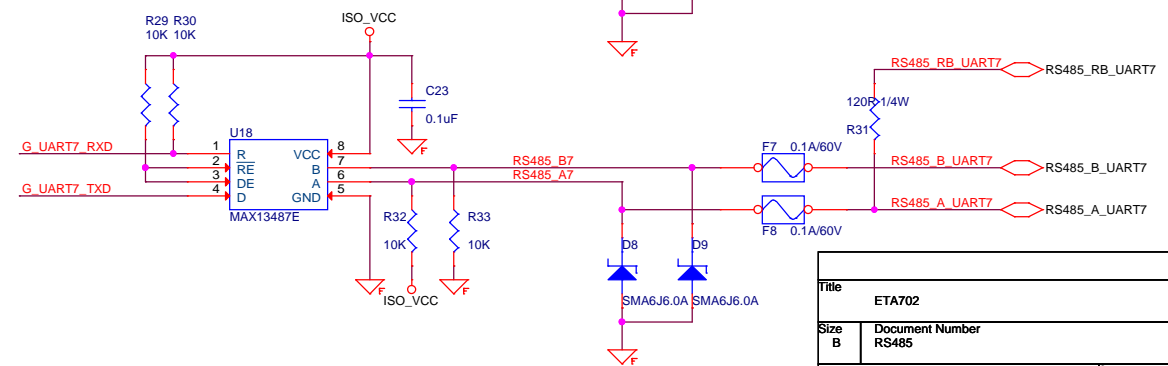 R29 R30
10K 10K
ISO_VCC
C23
0.1uF
F
U18
G_UART7_RXD
G_UART7_TXD
1 R VCC 8
2 RE B 7
3 DE A 6
4 D GND 5
MAX13487E
RS485_B7
RS485_A7
R32
10K
R33
10K
F
F
ISO_VCC
F
D8
D9
SMA6J6.0A SMA6J6.0A
F
F7 0.1A/60V
F8 0.1A/60V
120R 1/4W
R31
RS485_RB_UART7 RS485_RB_UART7
RS485_B_UART7 RS485_B_UART7
RS485_A_UART7 RS485_A_UART7
Title
ETA702
Size Document Number
B RS485